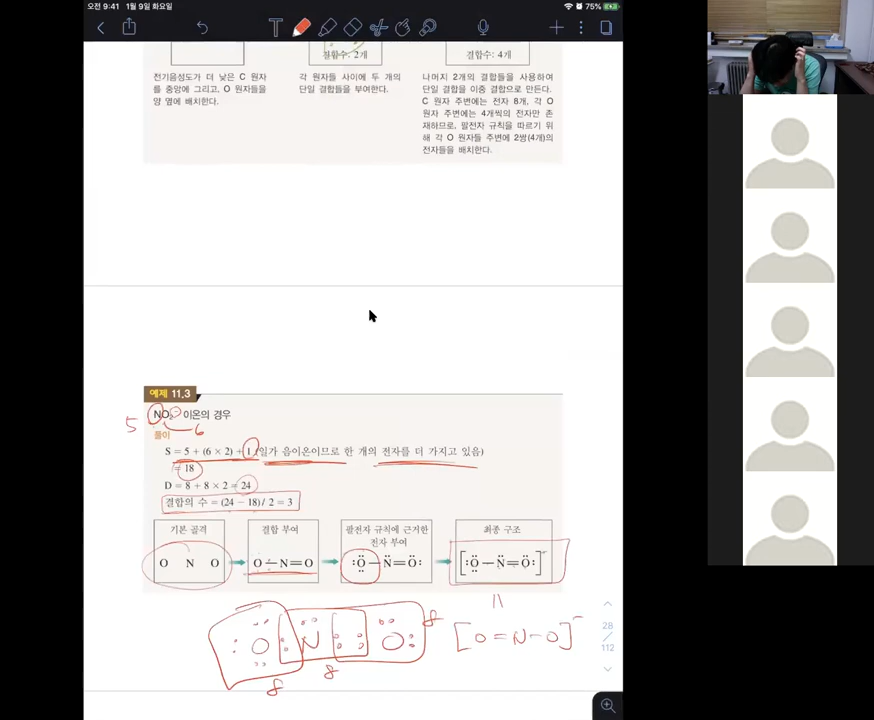 오전 9:41 1월 9일 화요일
75%
결합수: 2개
결합수: 4개
전기음성도가 더 낮은 C 원자
를 중앙에 그리고, O 원자들을
양 옆에 배치한다.
각 원자들 사이에 두 개의
단일 결합들을 부여한다.
나머지 2개의 결합들을 사용하여
단일 결합을 이중 결합으로 만든다.
C 원자 주변에는 전자 8개, 각 O
원자 주변에는 4개씩의 전자만 존
재하므로, 팔전자 규칙을 따르기 위
해 각 O 원자들 주변에 2쌍(4개)의
전자들을 배치한다.
예제 11.3
NO₂⁻ 이온의 경우
5
6
풀이
S = 5 + (6 × 2) + 1 (일가 음이온이므로 한 개의 전자를 더 가지고 있음)
= 18
D = 8 + 8 × 2 = 24
결합의 수 = (24 − 18) / 2 = 3
기본 골격
O N O
결합 부여
O—N=O
팔전자 규칙에 근거한
전자 부여
:Ö—N̈=Ö:
최종 구조
[:Ö—N̈=Ö:]⁻
O N O
8
8
8
[O=N-O]⁻
28
112